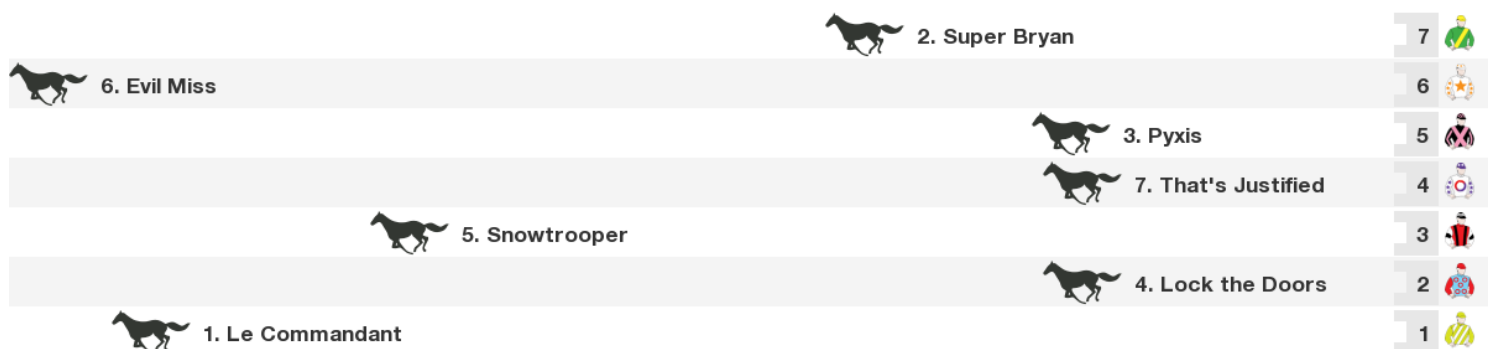 2. Super Bryan 7
6. Evil Miss 6
3. Pyxis 5
7. That's Justified 4
5. Snowtrooper 3
4. Lock the Doors 2
1. Le Commandant 1